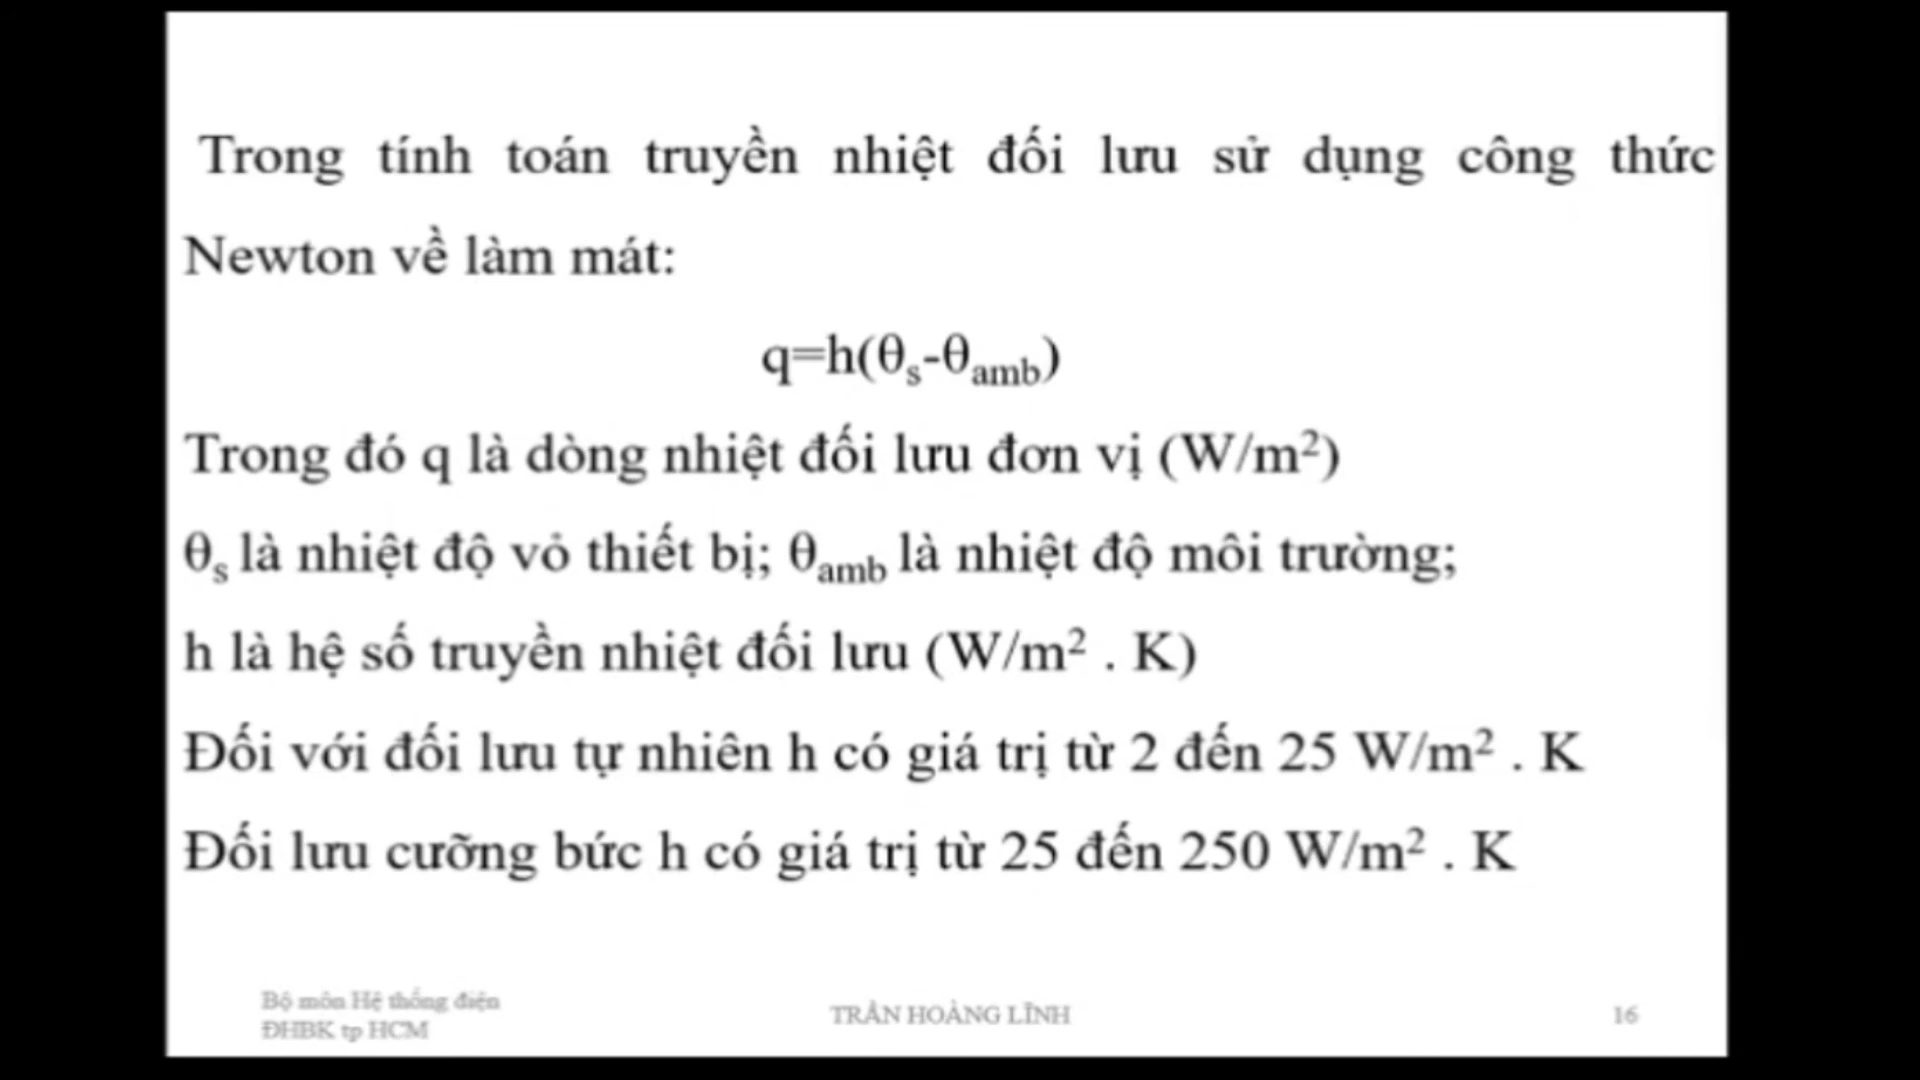 Trong tính toán truyền nhiệt đối lưu sử dụng công thức
Newton về làm mát:
q=h(θₛ-θamb)
Trong đó q là dòng nhiệt đối lưu đơn vị (W/m²)
θₛ là nhiệt độ vỏ thiết bị; θamb là nhiệt độ môi trường;
h là hệ số truyền nhiệt đối lưu (W/m² . K)
Đối với đối lưu tự nhiên h có giá trị từ 2 đến 25 W/m² . K
Đối lưu cưỡng bức h có giá trị từ 25 đến 250 W/m² . K
Bộ môn Hệ thống điện
ĐHBK tp HCM
TRẦN HOÀNG LĨNH
16